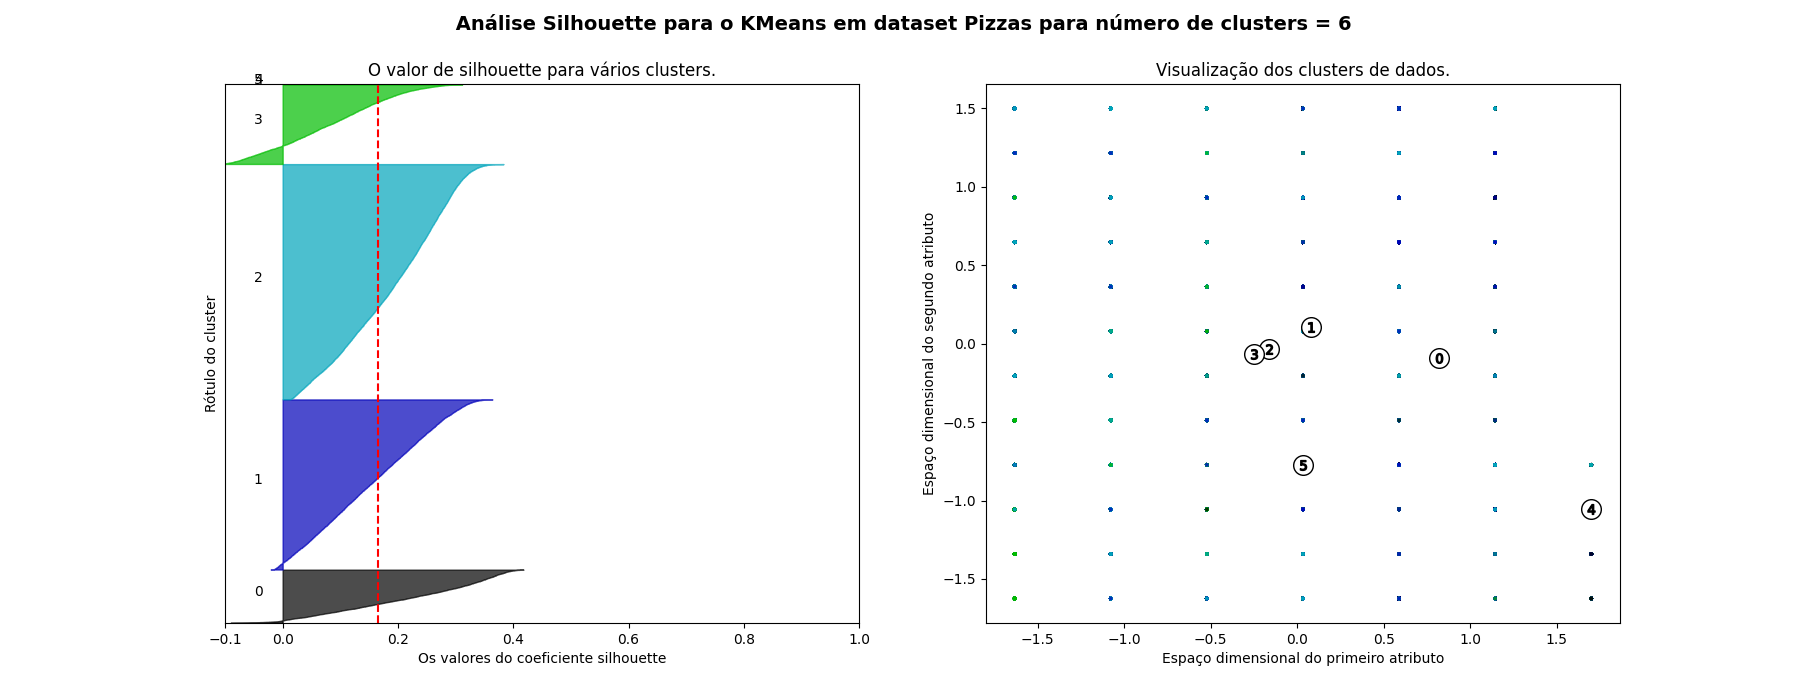 Análise Silhouette para o KMeans em dataset Pizzas para número de clusters = 6
O valor de silhouette para vários clusters.
3
2
1
0
Rótulo do cluster
−0.1 0.0 0.2 0.4 0.6 0.8 1.0
Os valores do coeficiente silhouette
Visualização dos clusters de dados.
1.5
1.0
0.5
0.0
−0.5
−1.0
−1.5
Espaço dimensional do segundo atributo
1
3 2
0
5
4
−1.5 −1.0 −0.5 0.0 0.5 1.0 1.5
Espaço dimensional do primeiro atributo